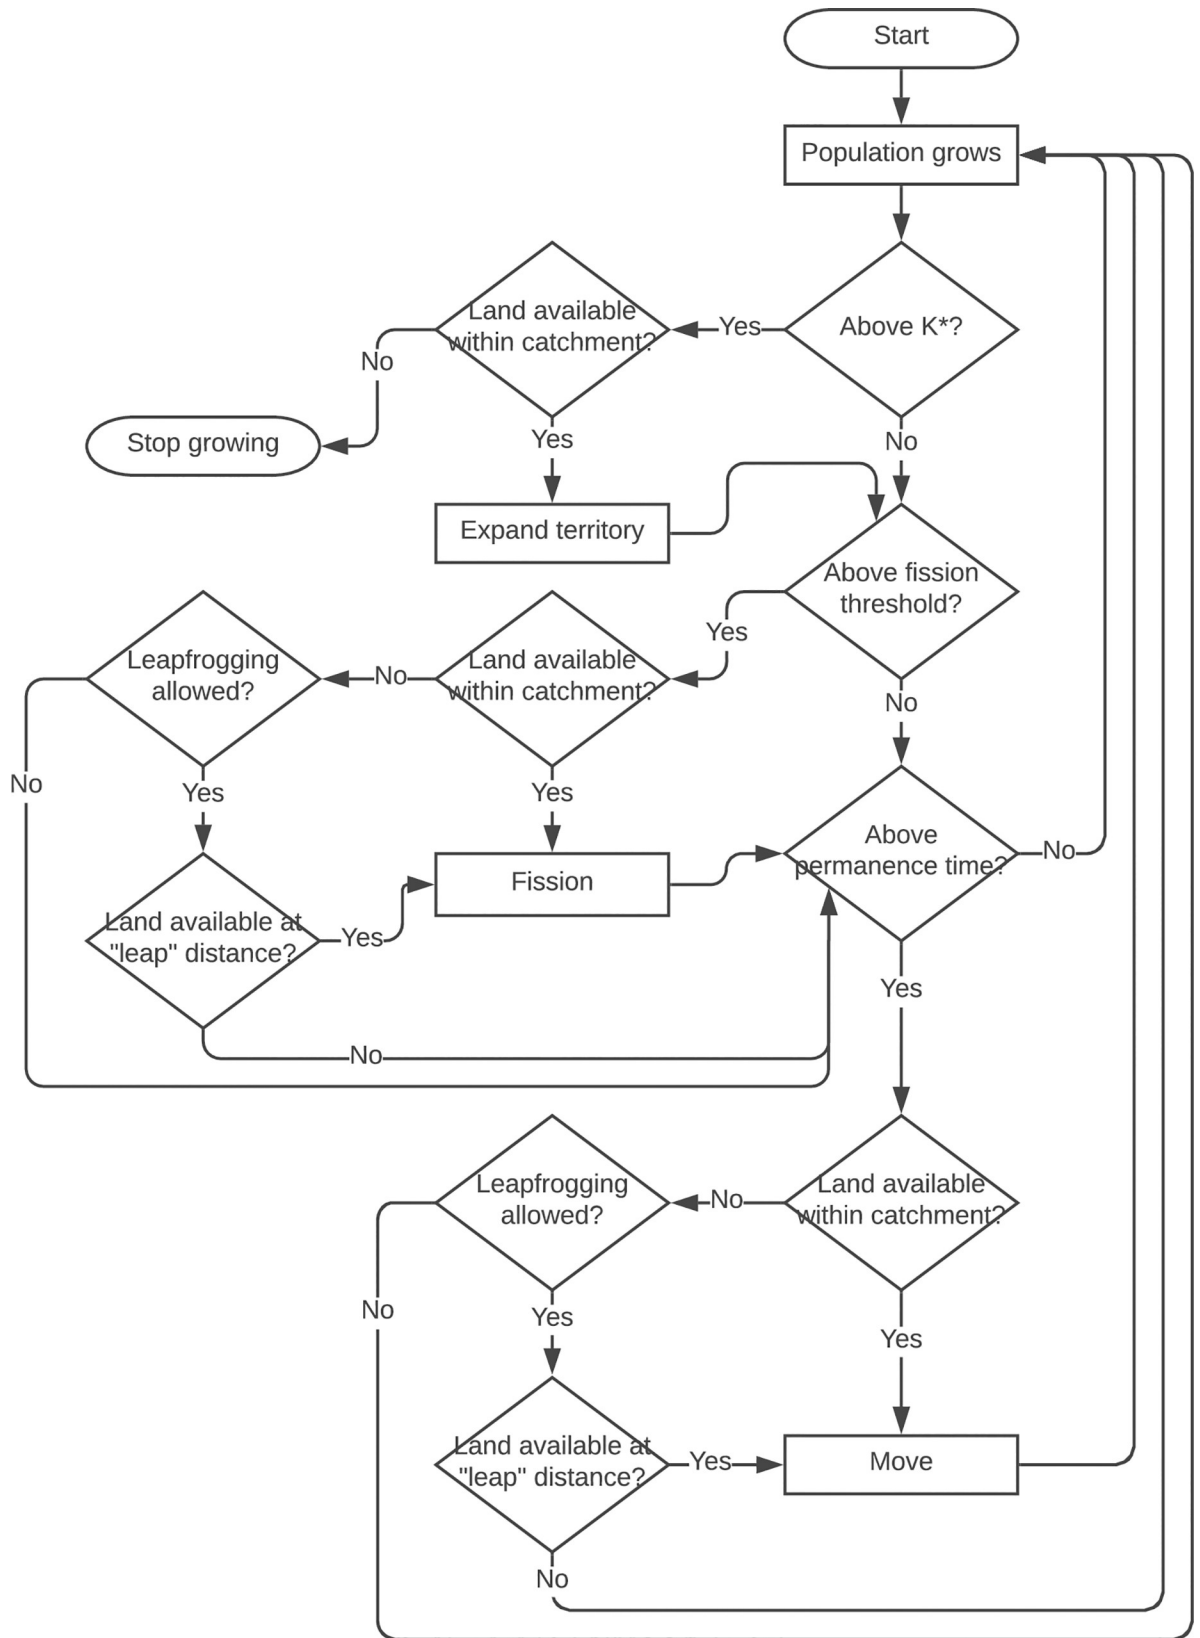 Start
Population grows
Land available
within catchment?
Yes
Above K*?
No
Stop growing
Yes
No
Expand territory
Above fission
threshold?
Yes
Leapfrogging
allowed?
No
Land available
within catchment?
No
No
Yes
Yes
Above
permanence time?
No
Fission
Land available at
"leap" distance?
Yes
Yes
No
Leapfrogging
allowed?
No
Land available
within catchment?
No
Yes
Yes
Land available at
"leap" distance?
Yes
Move
No